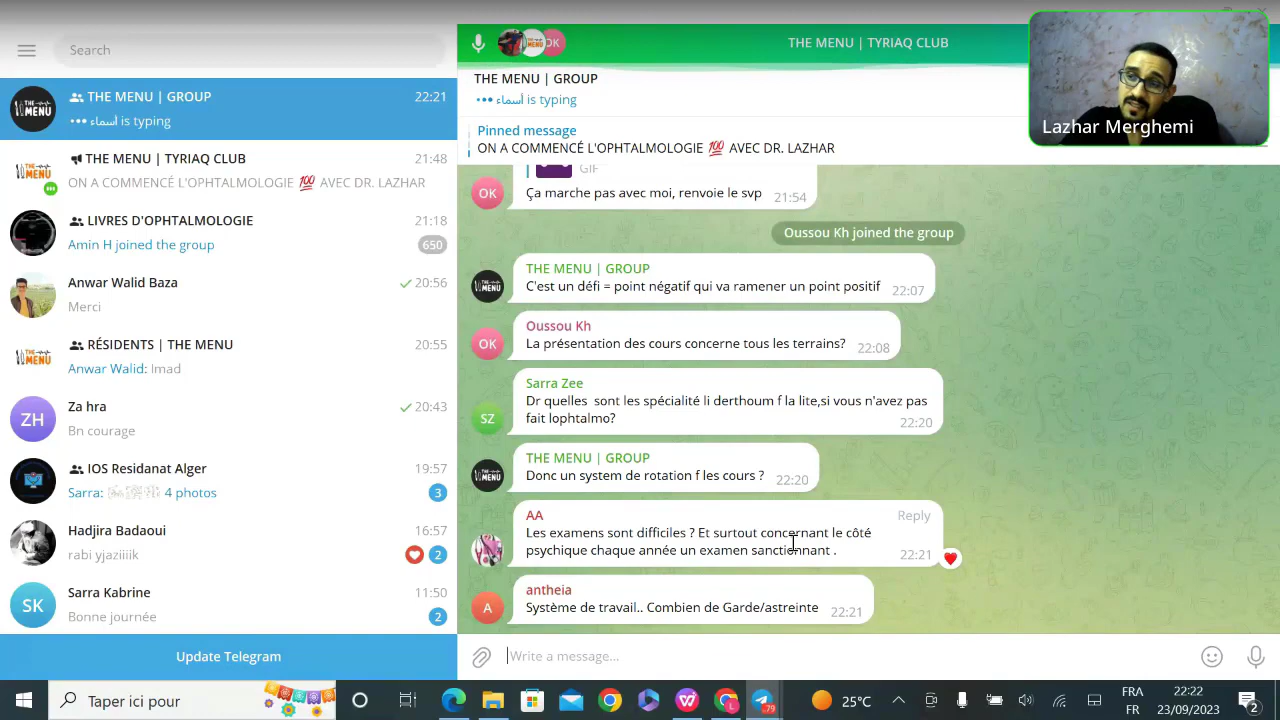 Search
THE MENU | GROUP 22:21
••• أسماء is typing
THE MENU | TYRIAQ CLUB 21:48
ON A COMMENCÉ L'OPHTALMOLOGIE 💯 AVEC DR. LAZHAR
LIVRES D'OPHTALMOLOGIE 21:18
Amin H joined the group 650
Anwar Walid Baza 20:56
Merci
RÉSIDENTS | THE MENU 20:55
Anwar Walid: Imad
ZH
Za hra 20:43
Bn courage
IOS Residanat Alger 19:57
Sarra: 4 photos 3
Hadjira Badaoui 16:57
rabi yjaziiiik 2
SK
Sarra Kabrine 11:50
Bonne journée 2
Update Telegram
OK
THE MENU | TYRIAQ CLUB
THE MENU | GROUP
••• أسماء is typing
Pinned message
ON A COMMENCÉ L'OPHTALMOLOGIE 💯 AVEC DR. LAZHAR
Lazhar Merghemi
GIF
OK
Ça marche pas avec moi, renvoie le svp 21:54
Oussou Kh joined the group
THE MENU | GROUP
C'est un défi = point négatif qui va ramener un point positif 22:07
Oussou Kh
OK
La présentation des cours concerne tous les terrains? 22:08
Sarra Zee
Dr quelles sont les spécialité li derthoum f la lite,si vous n'avez pas
SZ
fait lophtalmo? 22:20
THE MENU | GROUP
Donc un system de rotation f les cours ? 22:20
AA Reply
Les examens sont difficiles ? Et surtout concernant le côté
psychique chaque année un examen sanctionnant . 22:21
antheia
A
Système de travail.. Combien de Garde/astreinte 22:21
Write a message...
Taper ici pour
79
25°C
FRA
FR
22:22
23/09/2023
2